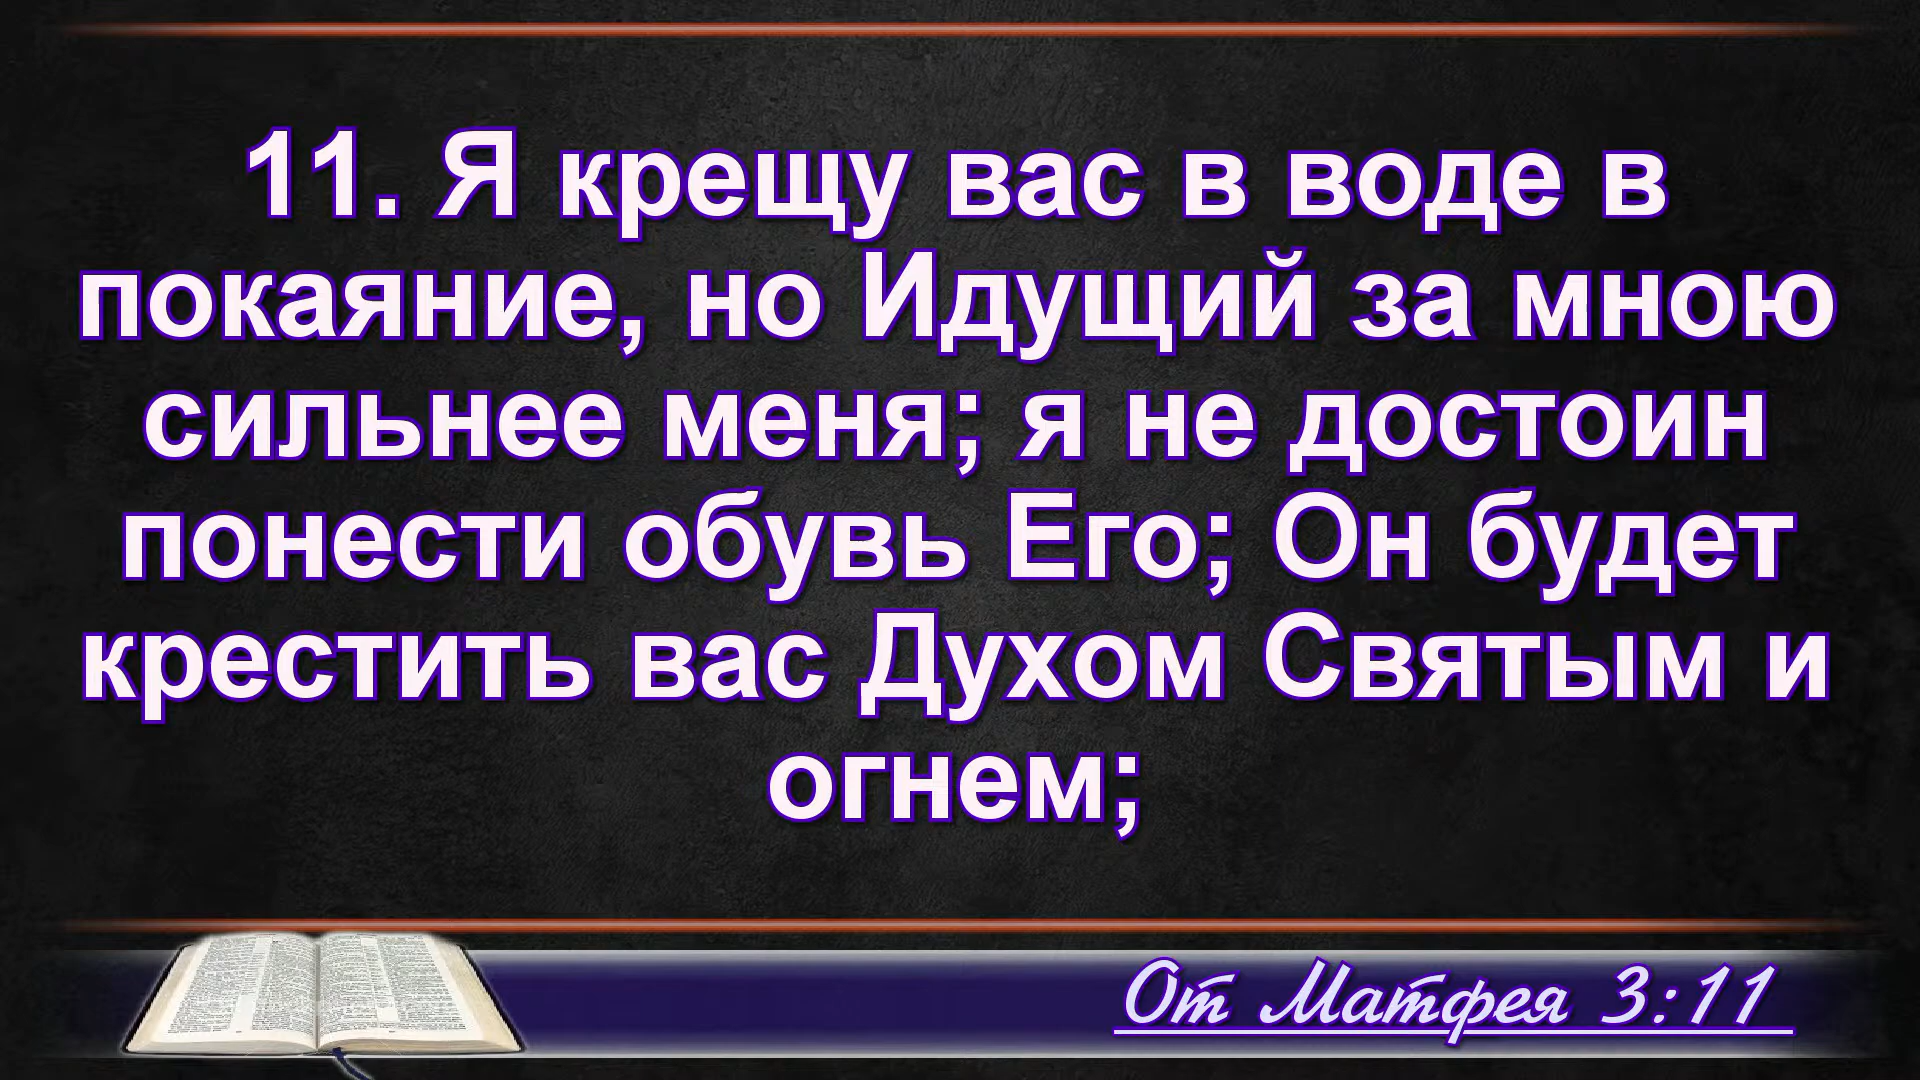 11. Я крещу вас в воде в
покаяние, но Идущий за мною
сильнее меня; я не достоин
понести обувь Его; Он будет
крестить вас Духом Святым и
огнем;
От Матфея 3:11